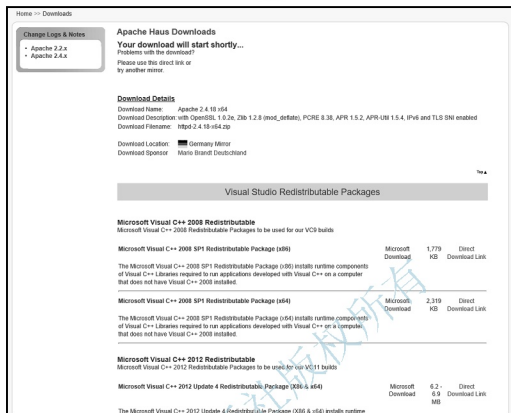 Home >> Downloads
Change Logs & Notes
Apache 2.2.x
Apache 2.4.x
Apache Haus Downloads
Your download will start shortly...
Problems with the download?
Please use this direct link or
try another mirror.
Download Details
Download Name: Apache 2.4.18 x64
Download Description: with OpenSSL 1.0.2e, Zlib 1.2.8 (mod_deflate), PCRE 8.38, APR 1.5.2, APR-Util 1.5.4, IPv6 and TLS SNI enabled
Download Filename: httpd-2.4.18-x64.zip
Download Location: Germany Mirror
Download Sponsor Mario Brandt Deutschland
Top ▲
Visual Studio Redistributable Packages
Microsoft Visual C++ 2008 Redistributable
Microsoft Visual C++ 2008 Redistributable Packages to be used for our VC9 builds
Microsoft Visual C++ 2008 SP1 Redistributable Package (x86) Microsoft Download 1,779 KB Direct Download Link
The Microsoft Visual C++ 2008 SP1 Redistributable Package (x86) installs runtime components
of Visual C++ Libraries required to run applications developed with Visual C++ on a computer
that does not have Visual C++ 2008 installed.
Microsoft Visual C++ 2008 SP1 Redistributable Package (x64) Microsoft Download 2,319 KB Direct Download Link
The Microsoft Visual C++ 2008 SP1 Redistributable Package (x64) installs runtime components
of Visual C++ Libraries required to run applications developed with Visual C++ on a computer
that does not have Visual C++ 2008 installed.
Microsoft Visual C++ 2012 Redistributable
Microsoft Visual C++ 2012 Redistributable Packages to be used for our VC11 builds
Microsoft Visual C++ 2012 Update 4 Redistributable Package (X86 & x64) Microsoft Download 6.2 - 6.9 MB Direct Download Link
The Microsoft Visual C++ 2012 Update 4 Redistributable Package (X86 & x64) installs runtime
社版权所有